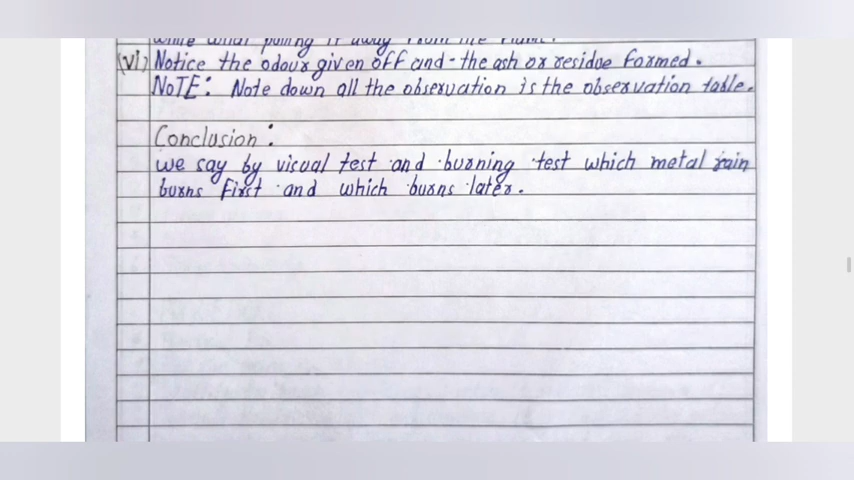 (vi) Notice the odour given off and the ash or residue formed.
NOTE: Note down all the observation is the observation table.
Conclusion:
we say by visual test and burning test which metal rain
burns first and which burns later.